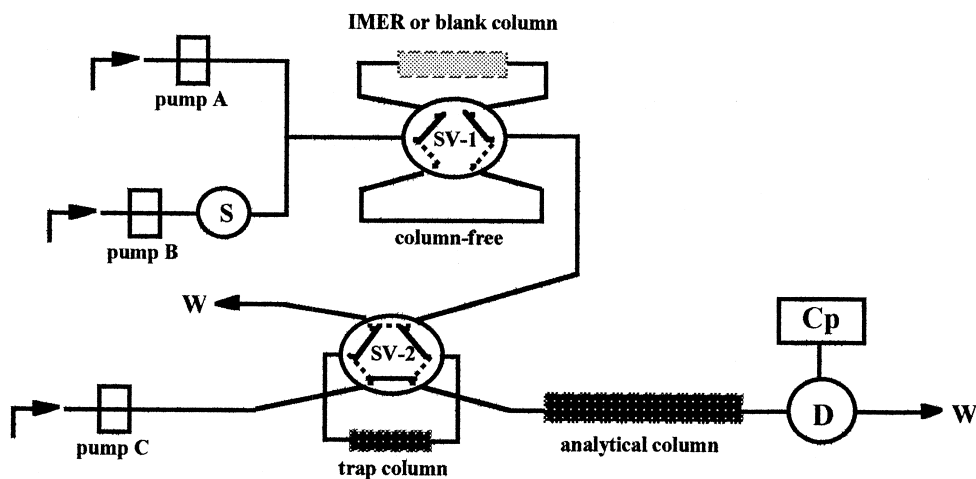 IMER or blank column
pump A
SV-1
S
pump B
column-free
W
SV-2
Cp
D
W
pump C
trap column
analytical column